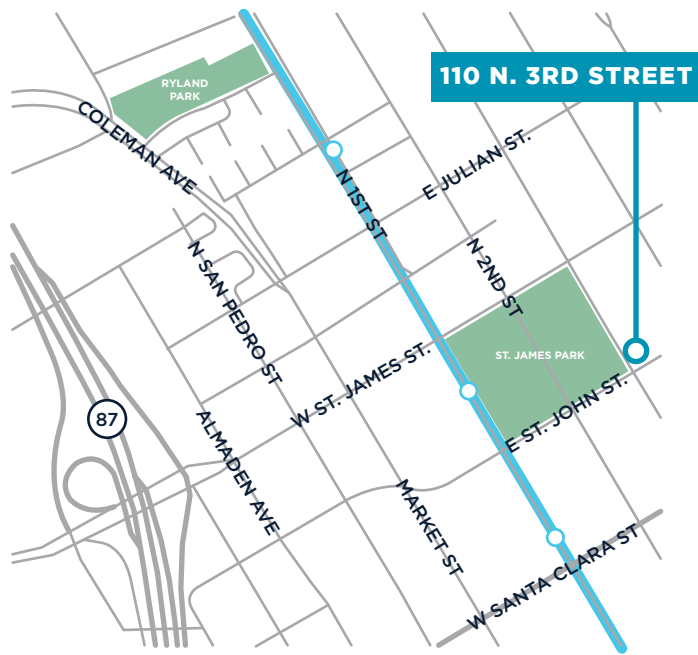 RYLAND
PARK
110 N. 3RD STREET
COLEMAN AVE
E JULIAN ST.
N 1ST ST
N SAN PEDRO ST
N 2ND ST
ST. JAMES PARK
W ST. JAMES ST.
E ST. JOHN ST.
87
ALMADEN AVE
MARKET ST
W SANTA CLARA ST